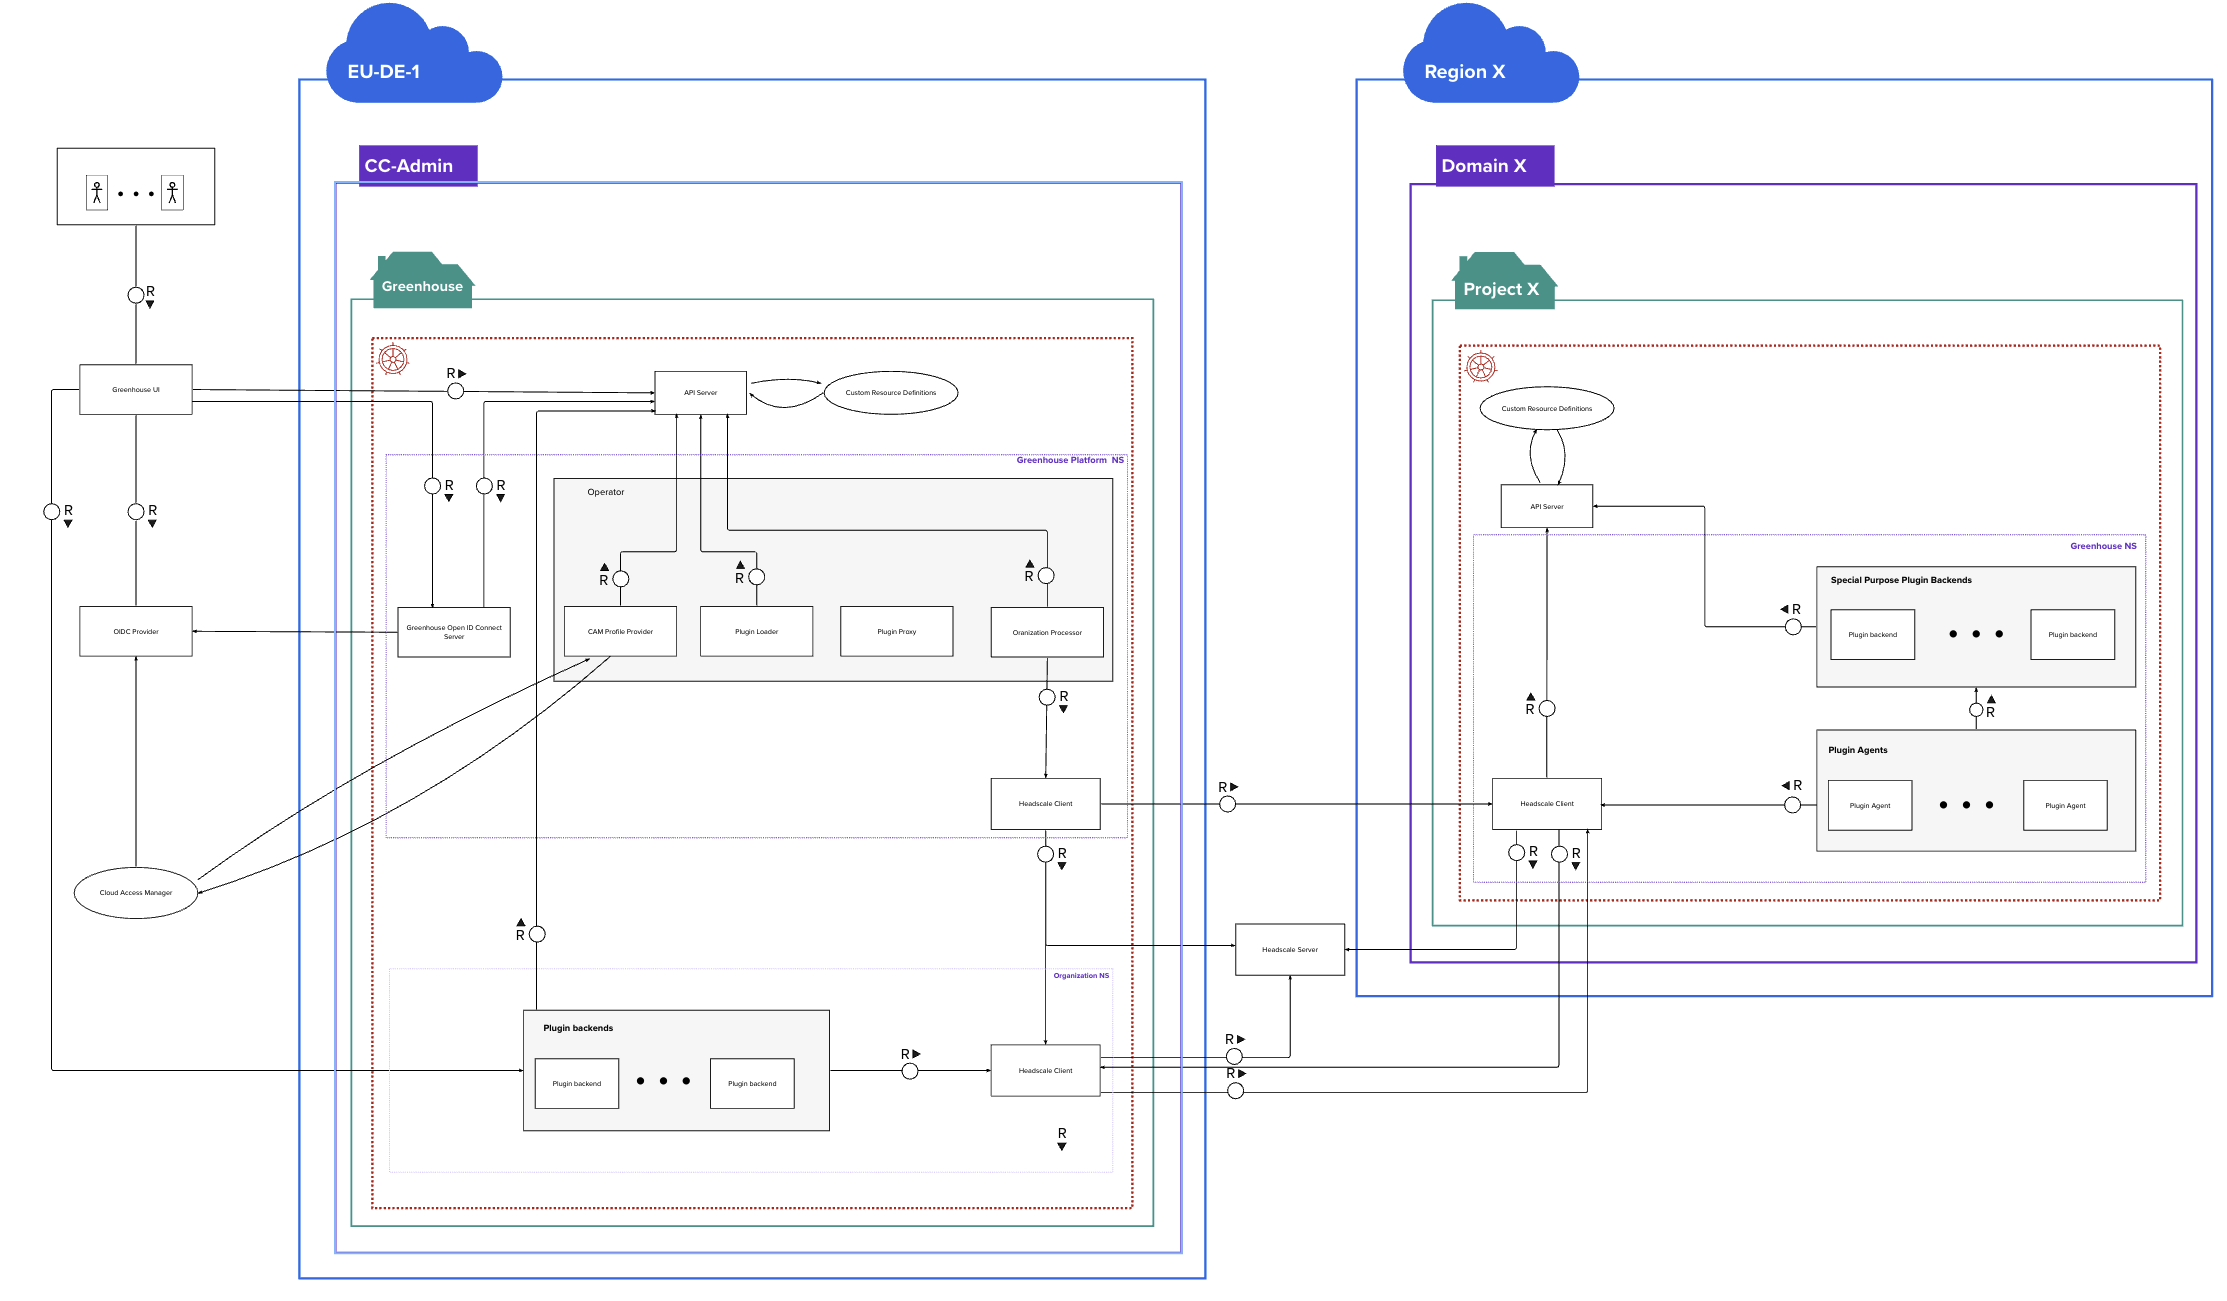 EU-DE-1
Region X
CC-Admin
Domain X
Greenhouse
Project X
R
Greenhouse UI
R
API Server
Custom Resource Definitions
Custom Resource Definitions
Greenhouse Platform NS
R
R
Operator
API Server
R
R
Greenhouse NS
R
R
R
Special Purpose Plugin Backends
R
Plugin backend
Plugin backend
OIDC Provider
Greenhouse Open ID Connect
Server
CAM Profile Provider
Plugin Loader
Plugin Proxy
Oranization Processor
R
R
R
Plugin Agents
R
R
Headscale Client
Headscale Client
Plugin Agent
Plugin Agent
R
R
R
Cloud Access Manager
R
Headscale Server
Organization NS
Plugin backends
R
R
R
Plugin backend
Plugin backend
Headscale Client
R